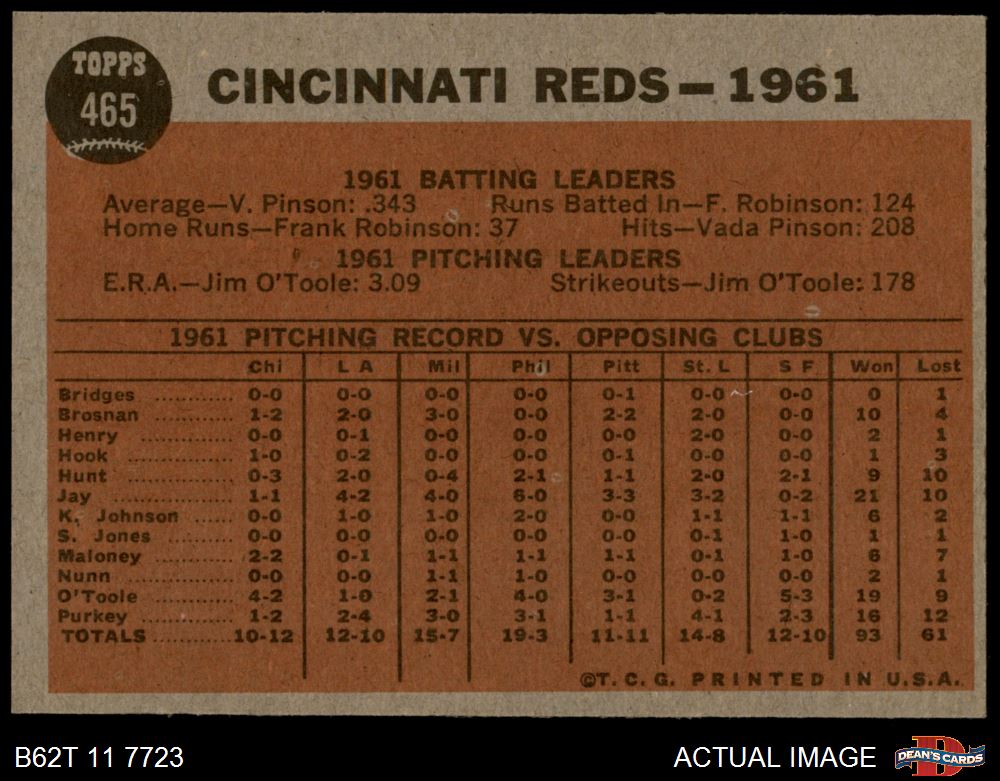 TOPPS
465
CINCINNATI REDS–1961
1961 BATTING LEADERS
Average—V. Pinson: .343 Runs Batted In—F. Robinson: 124
Home Runs—Frank Robinson: 37 Hits—Vada Pinson: 208
1961 PITCHING LEADERS
E.R.A.—Jim O'Toole: 3.09 Strikeouts—Jim O'Toole: 178
1961 PITCHING RECORD VS. OPPOSING CLUBS
Chi L A Mil Phil Pitt St. L S F Won Lost
Bridges ............ 0-0 0-0 0-0 0-0 0-1 0-0 0-0 0 1
Brosnan ............ 1-2 2-0 3-0 0-0 2-2 2-0 0-0 10 4
Henry .............. 0-0 0-1 0-0 0-0 0-0 2-0 0-0 2 1
Hook ................ 1-0 0-2 0-0 0-0 0-1 0-0 0-0 1 3
Hunt ................ 0-3 2-0 0-4 2-1 1-1 2-0 2-1 9 10
Jay .................. 1-1 4-2 4-0 6-0 3-3 3-2 0-2 21 10
K. Johnson ...... 0-0 1-0 1-0 2-0 0-0 1-1 1-1 6 2
S. Jones .......... 0-0 0-0 0-0 0-0 0-0 0-1 1-0 1 1
Maloney ............ 2-2 0-1 1-1 1-1 1-1 0-1 1-0 6 7
Nunn ................ 0-0 0-0 1-1 1-0 0-0 0-0 0-0 2 1
O'Toole ............ 4-2 1-0 2-1 4-0 3-1 0-2 5-3 19 9
Purkey .............. 1-2 2-4 3-0 3-1 1-1 4-1 2-3 16 12
TOTALS ............ 10-12 12-10 15-7 19-3 11-11 14-8 12-10 93 61
©T. C. G. PRINTED IN U.S.A.
B62T 11 7723 ACTUAL IMAGE
D
DEAN'S CARDS